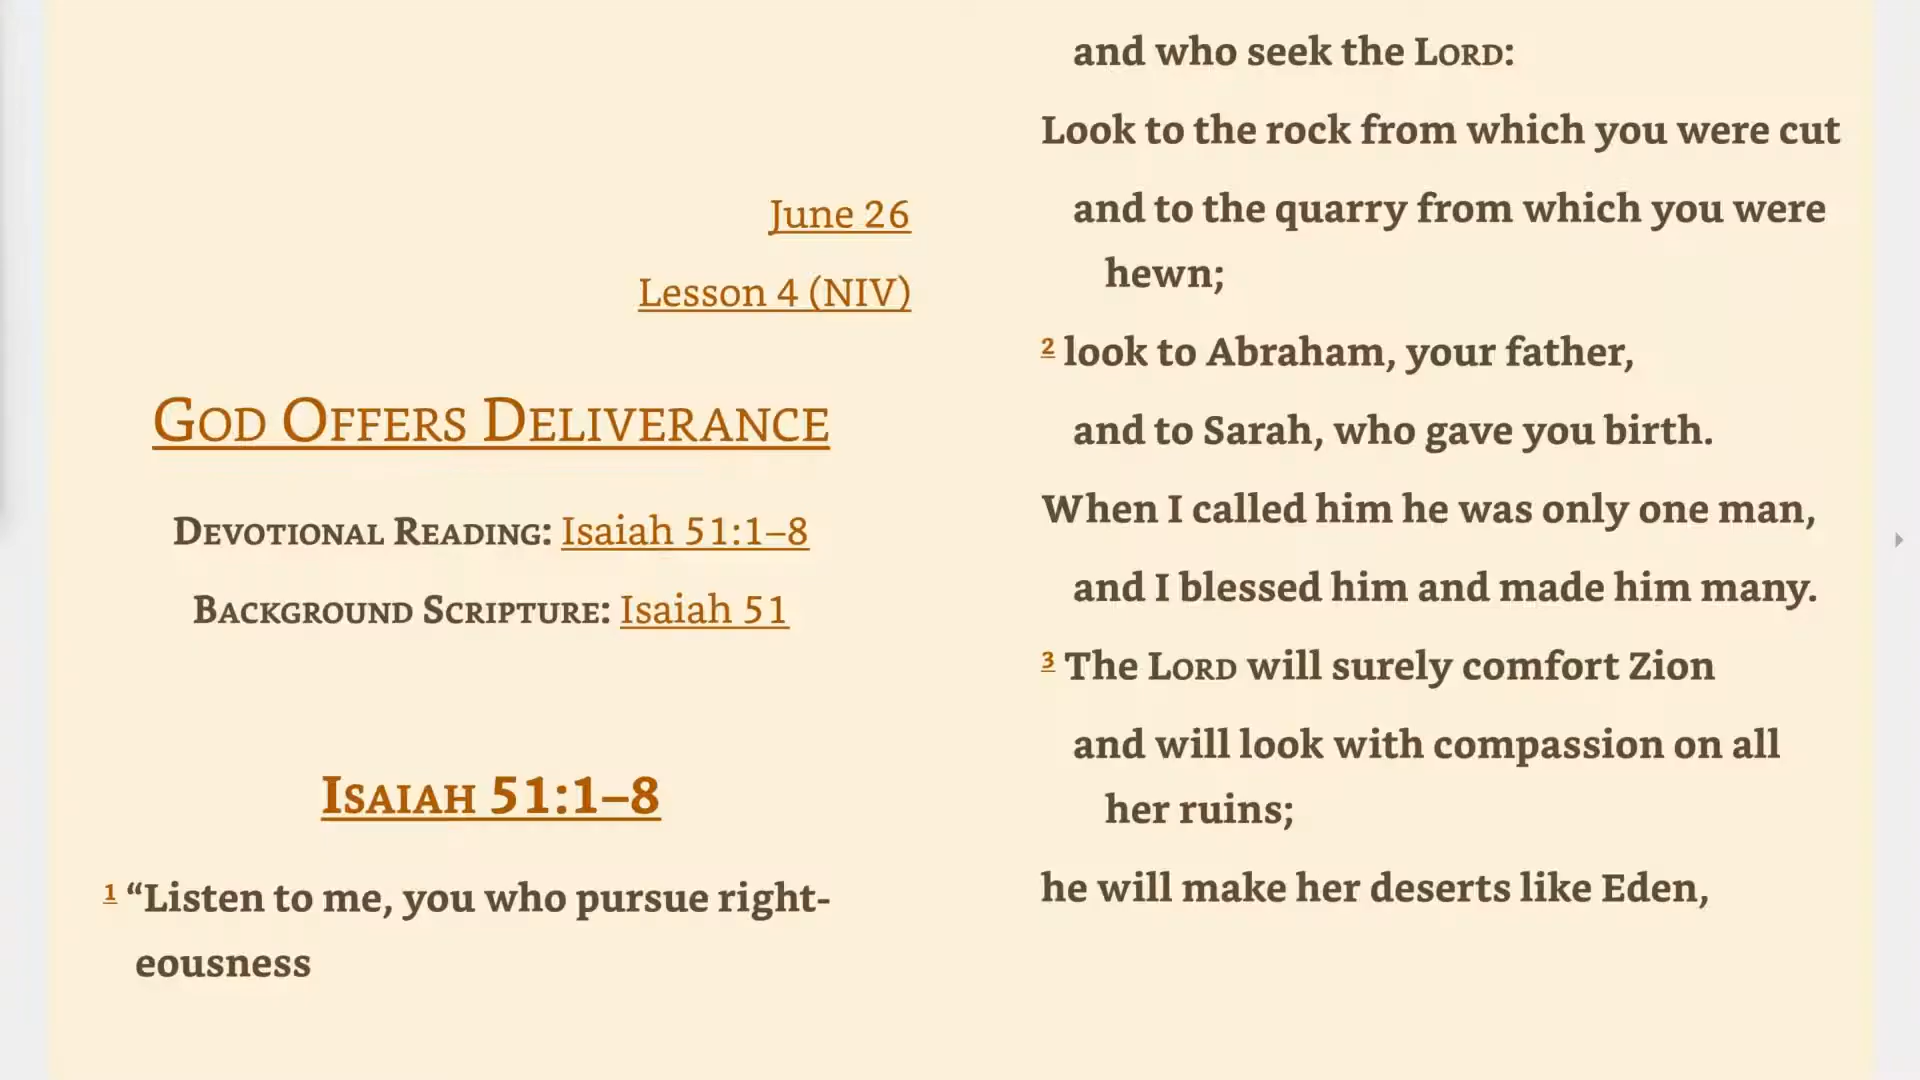 June 26
Lesson 4 (NIV)
God Offers Deliverance
Devotional Reading: Isaiah 51:1–8
Background Scripture: Isaiah 51
Isaiah 51:1–8
1 “Listen to me, you who pursue right-
eousness
and who seek the Lord:
Look to the rock from which you were cut
and to the quarry from which you were
hewn;
2 look to Abraham, your father,
and to Sarah, who gave you birth.
When I called him he was only one man,
and I blessed him and made him many.
3 The Lord will surely comfort Zion
and will look with compassion on all
her ruins;
he will make her deserts like Eden,